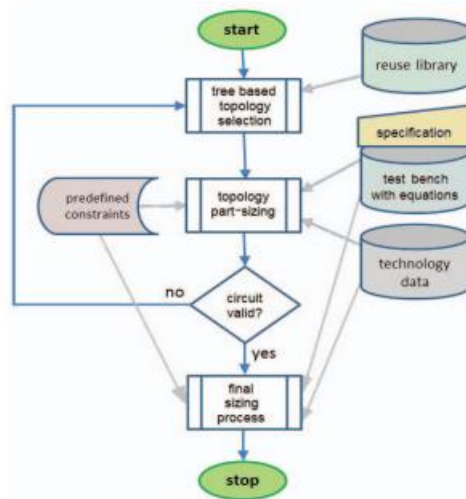 start
reuse library
tree based
topology
selection
specification
test bench
with equations
predefined
constraints
topology
part-sizing
technology
data
no
circuit
valid?
yes
final
sizing
process
stop